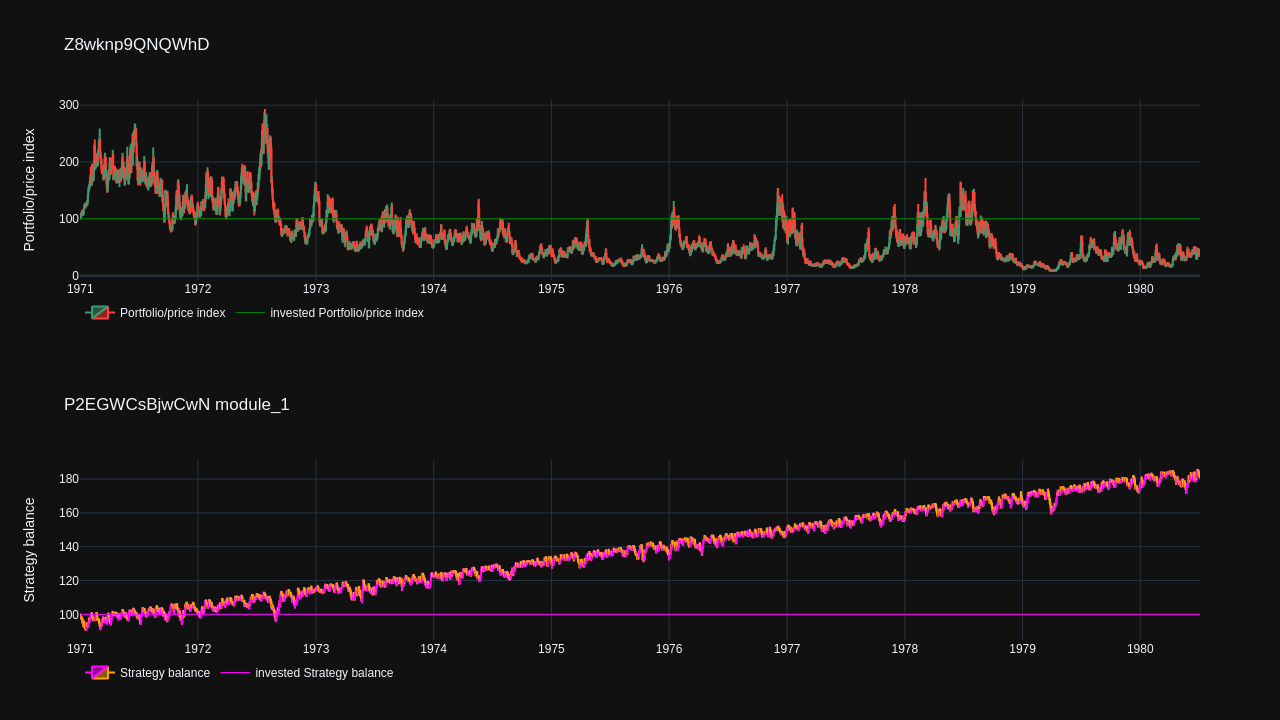 Z8wknp9QNQWhD
Portfolio/price index
300
200
100
0
1971 1972 1973 1974 1975 1976 1977 1978 1979 1980
Portfolio/price index invested Portfolio/price index
P2EGWCsBjwCwN module_1
Strategy balance
180
160
140
120
100
1971 1972 1973 1974 1975 1976 1977 1978 1979 1980
Strategy balance invested Strategy balance